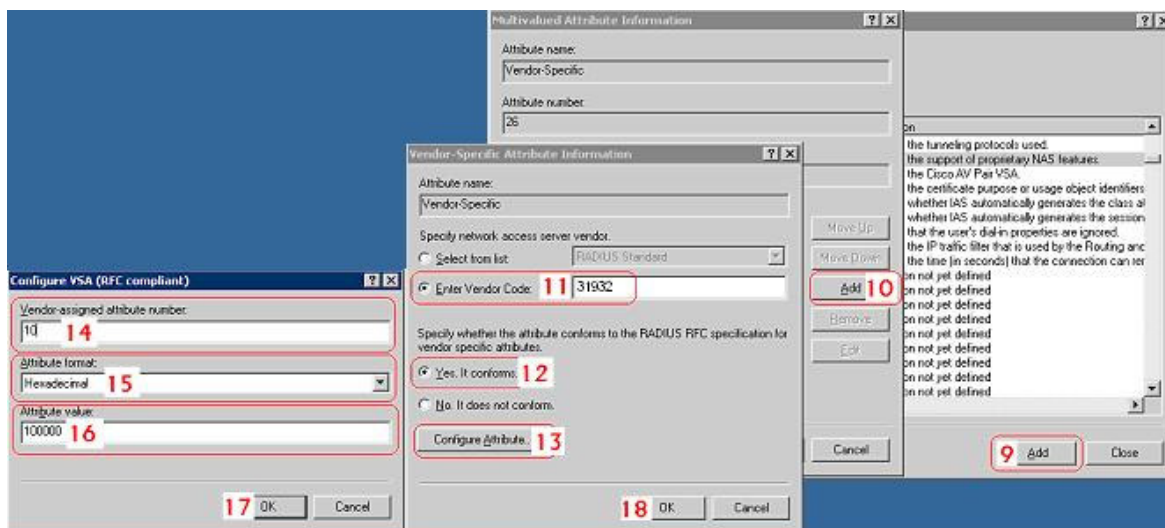 Multivalued Attribute Information
Attribute name:
Vendor-Specific
Attribute number:
26
Move Up
Move Down
Add 10
Remove
Edit
Cancel
on
the tunneling protocols used.
the support of proprietary NAS features.
the Cisco AV Pair VSA.
the certificate purpose or usage object identifiers
whether IAS automatically generates the class
whether IAS automatically generates the session
that the user's dial-in properties are ignored.
the IP traffic filter that is used by the Routing and
the time (in seconds) that the connection can
on not yet defined
on not yet defined
on not yet defined
on not yet defined
on not yet defined
on not yet defined
on not yet defined
on not yet defined
on not yet defined
9 Add
Close
Vendor-Specific Attribute Information
Attribute name:
Vendor-Specific
Specify network access server vendor.
Select from list:
RADIUS Standard
Enter Vendor Code: 11 31932
Specify whether the attribute conforms to the RADIUS RFC specification for
vendor specific attributes.
Yes. It conforms. 12
No. It does not conform.
Configure Attribute... 13
18 OK
Cancel
Configure VSA (RFC compliant)
Vendor-assigned attribute number:
10
14
Attribute format:
Hexadecimal 15
Attribute value:
100000 16
17 OK
Cancel